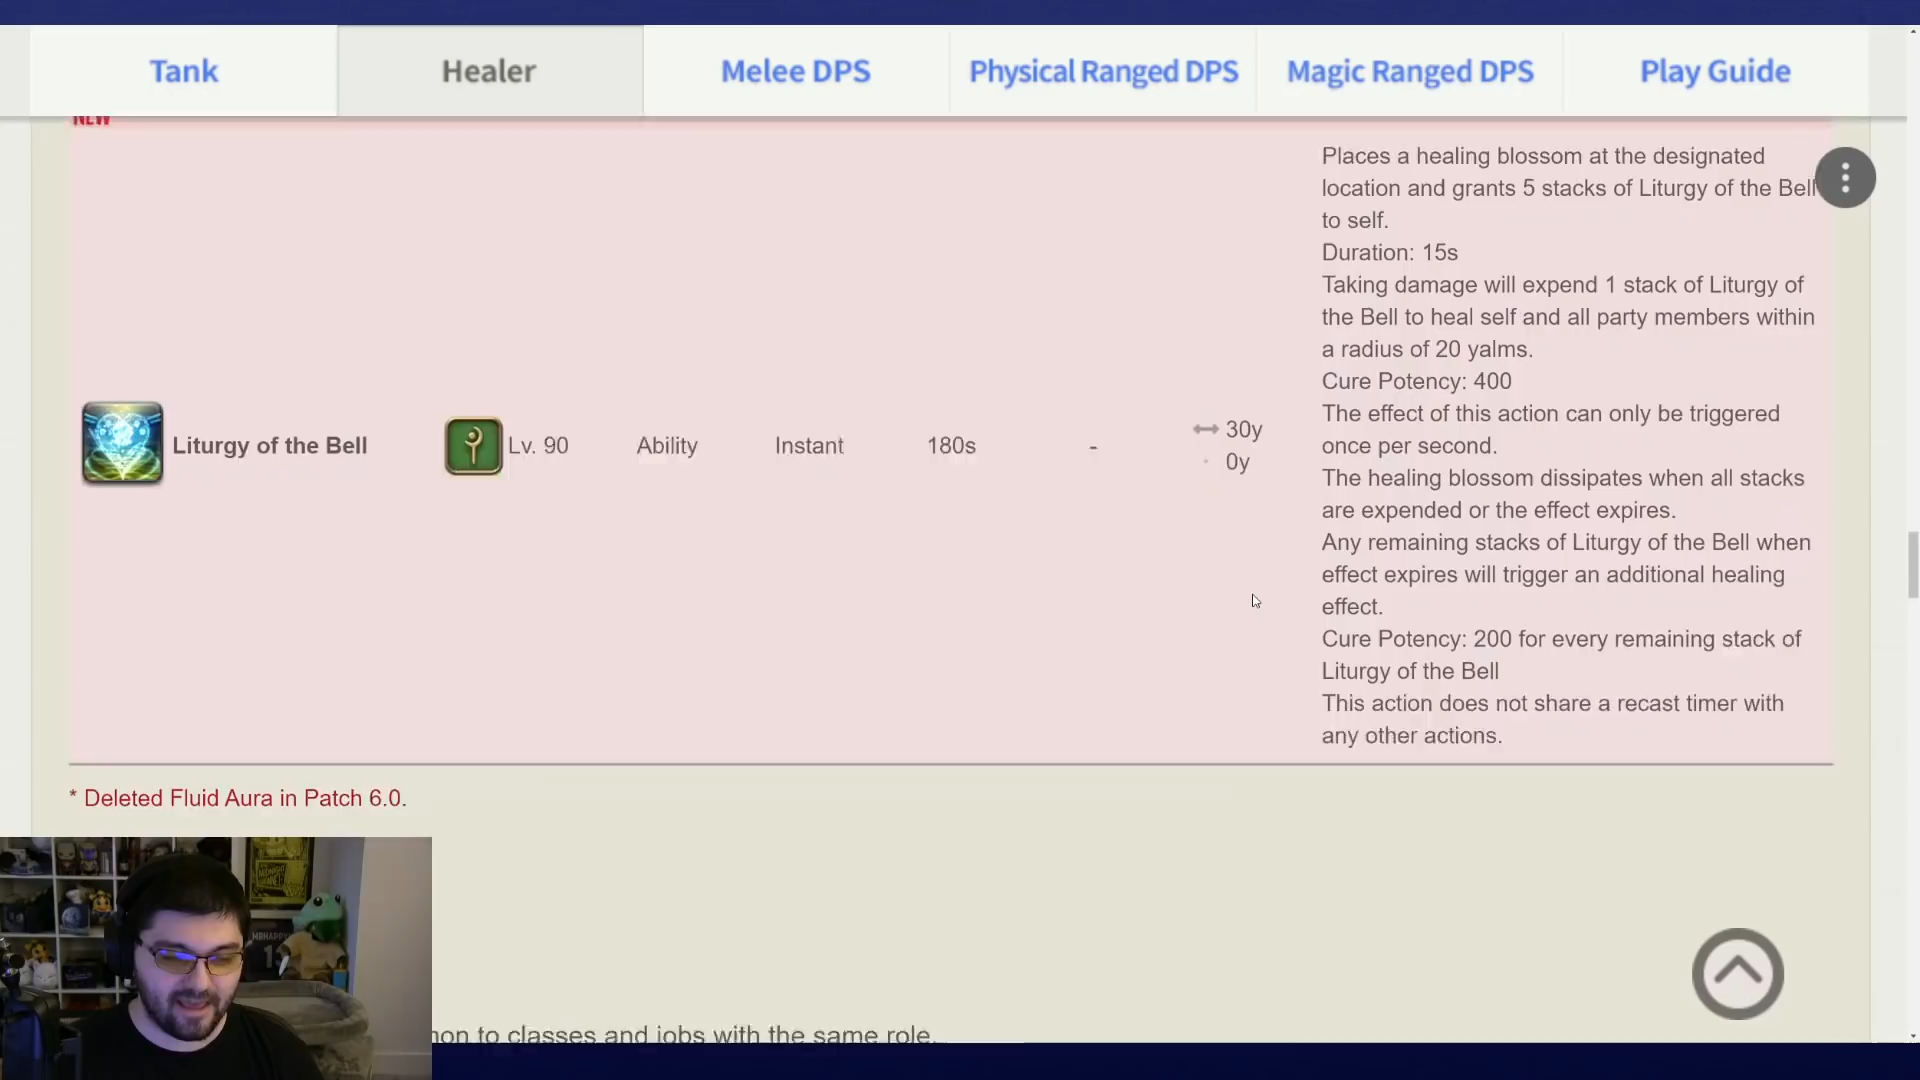 Tank
Healer
Melee DPS
Physical Ranged DPS
Magic Ranged DPS
Play Guide
NEW
Liturgy of the Bell
Lv. 90
Ability
Instant
180s
-
30y
0y
Places a healing blossom at the designated
location and grants 5 stacks of Liturgy of the Bell
to self.
Duration: 15s
Taking damage will expend 1 stack of Liturgy of
the Bell to heal self and all party members within
a radius of 20 yalms.
Cure Potency: 400
The effect of this action can only be triggered
once per second.
The healing blossom dissipates when all stacks
are expended or the effect expires.
Any remaining stacks of Liturgy of the Bell when
effect expires will trigger an additional healing
effect.
Cure Potency: 200 for every remaining stack of
Liturgy of the Bell
This action does not share a recast timer with
any other actions.
* Deleted Fluid Aura in Patch 6.0.
to classes and jobs with the same role.